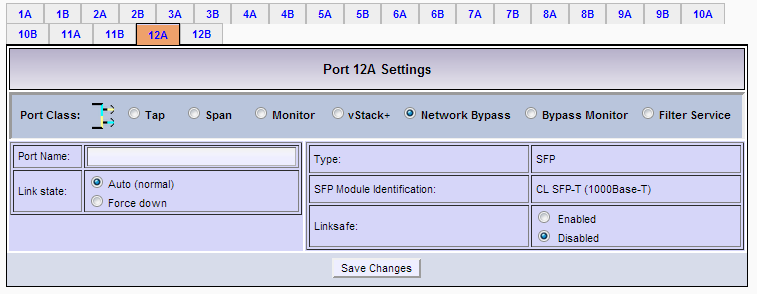 1A 1B 2A 2B 3A 3B 4A 4B 5A 5B 6A 6B 7A 7B 8A 8B 9A 9B 10A
10B 11A 11B 12A 12B
Port 12A Settings
Port Class: Tap Span Monitor vStack+ Network Bypass Bypass Monitor Filter Service
Port Name:
Link state: Auto (normal)
Force down
Type: SFP
SFP Module Identification: CL SFP-T (1000Base-T)
Linksafe: Enabled
Disabled
Save Changes